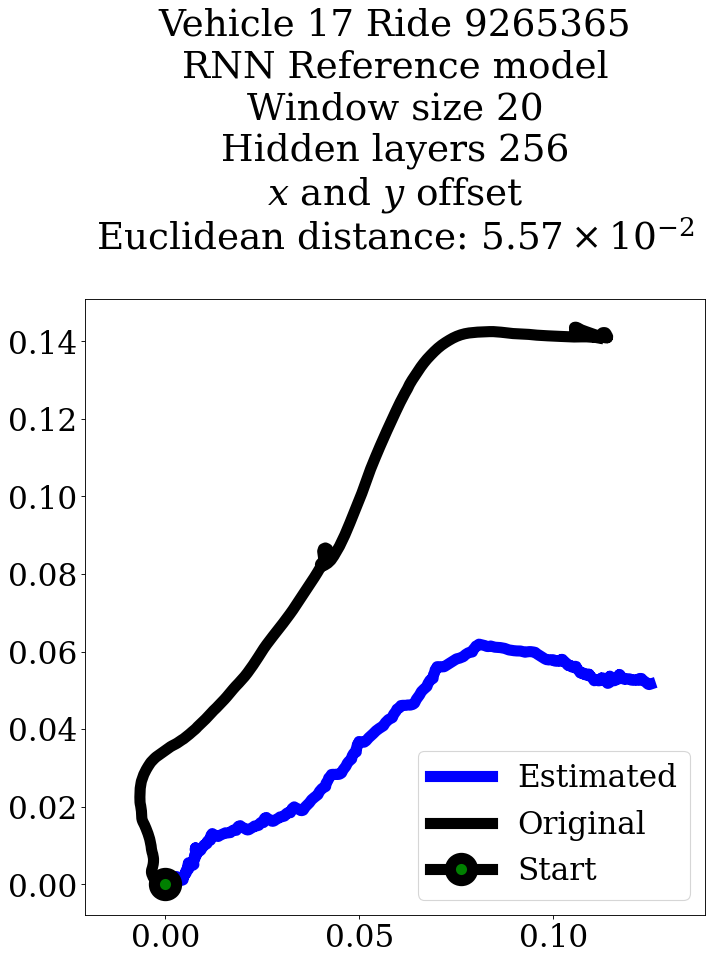 Vehicle 17 Ride 9265365
RNN Reference model
Window size 20
Hidden layers 256
x and y offset
Euclidean distance: 5.57 × 10⁻²
0.14
0.12
0.10
0.08
0.06
0.04
0.02
0.00
Estimated
Original
Start
0.00 0.05 0.10